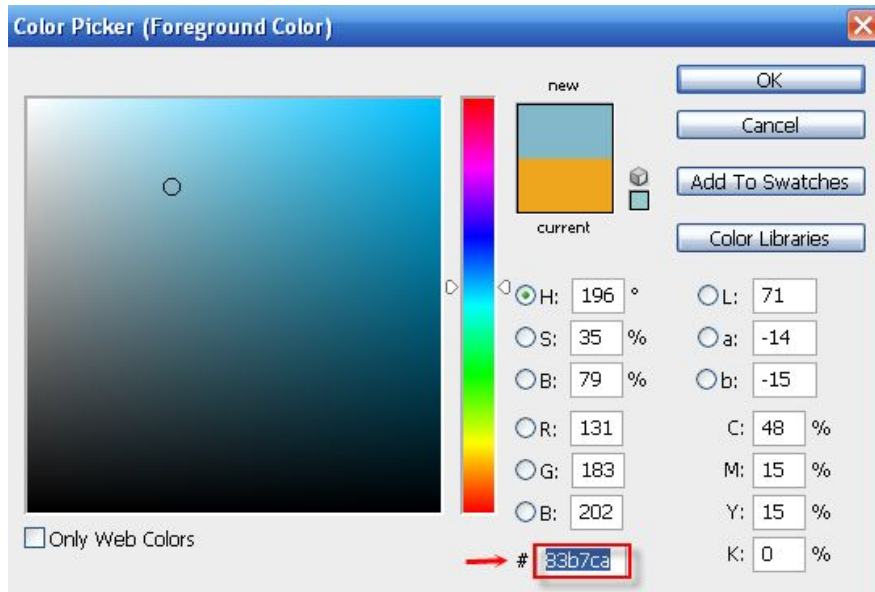 Color Picker (Foreground Color)
new
current
OK
Cancel
Add To Swatches
Color Libraries
H: 196 °
S: 35 %
B: 79 %
R: 131
G: 183
B: 202
# 83b7ca
L: 71
a: -14
b: -15
C: 48 %
M: 15 %
Y: 15 %
K: 0 %
Only Web Colors